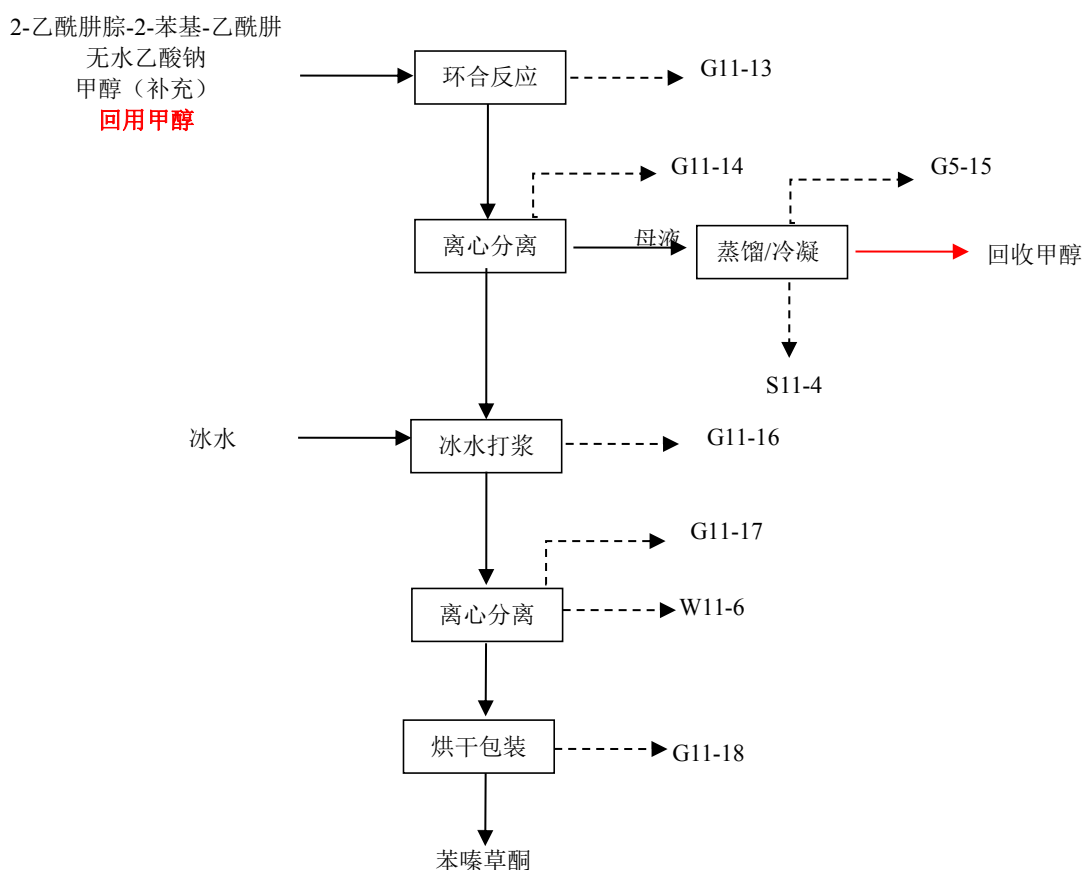 2-乙酰肼腙-2-苯基-乙酰肼
无水乙酸钠
甲醇（补充）
回用甲醇
环合反应
G11-13
G11-14
G5-15
离心分离
母液
蒸馏/冷凝
回收甲醇
S11-4
冰水
冰水打浆
G11-16
G11-17
离心分离
W11-6
烘干包装
G11-18
苯嗪草酮